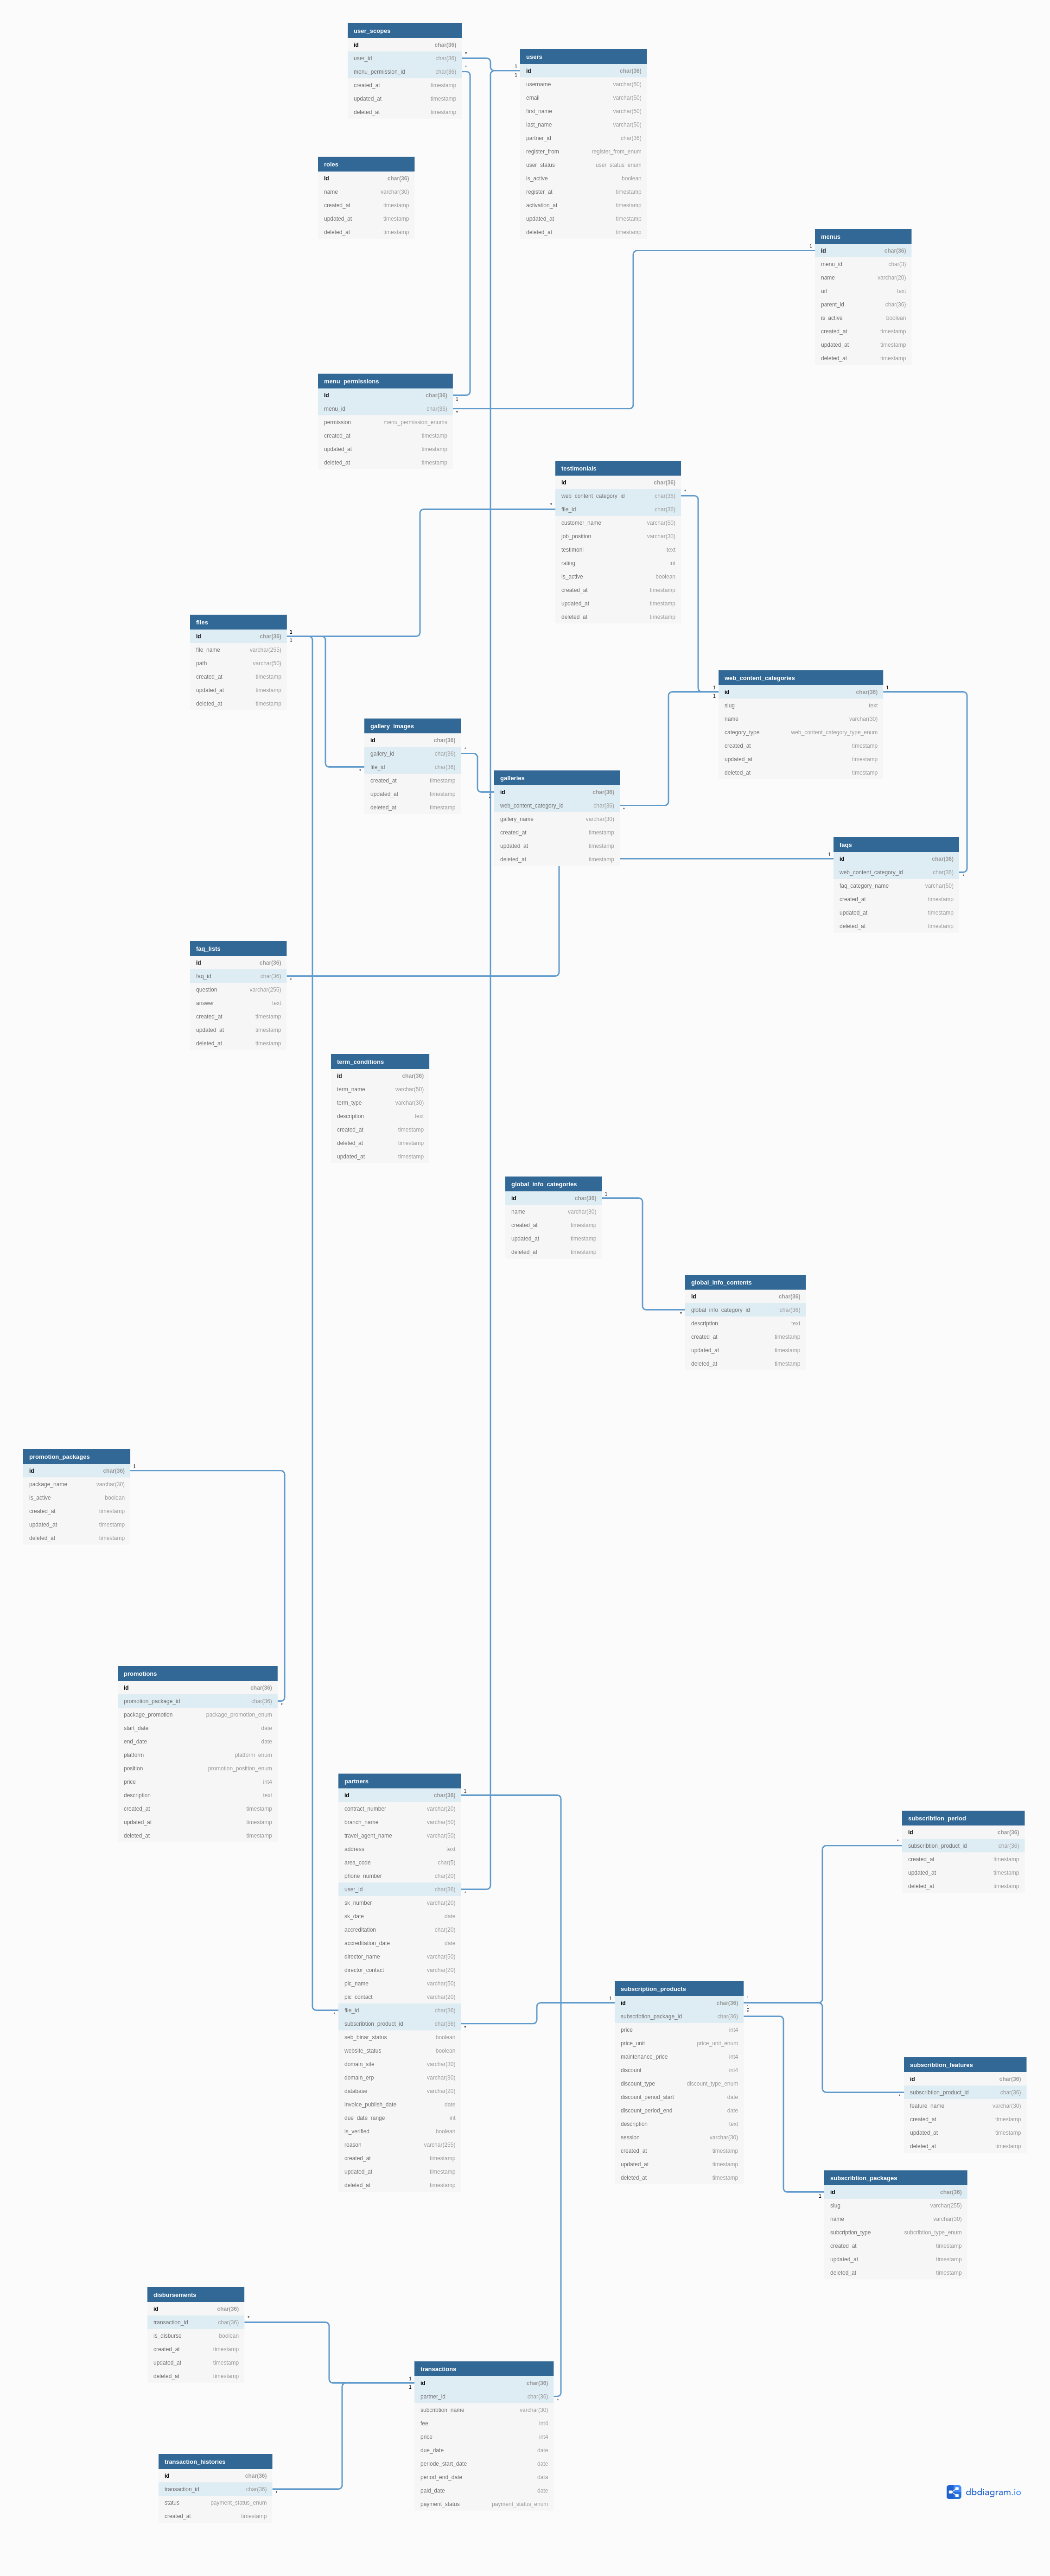 user_scopes
id char(36)
user_id char(36)
menu_permission_id char(36)
created_at timestamp
updated_at timestamp
deleted_at timestamp
* * 1 1
users
id char(36)
username varchar(50)
email varchar(50)
first_name varchar(50)
last_name varchar(50)
partner_id char(36)
register_from register_from_enum
user_status user_status_enum
is_active boolean
register_at timestamp
activation_at timestamp
updated_at timestamp
deleted_at timestamp
roles
id char(36)
name varchar(30)
created_at timestamp
updated_at timestamp
deleted_at timestamp
menus
1
id char(36)
menu_id char(3)
name varchar(20)
url text
parent_id char(36)
is_active boolean
created_at timestamp
updated_at timestamp
deleted_at timestamp
menu_permissions
id char(36)
1
menu_id char(36)
*
permission menu_permission_enums
created_at timestamp
updated_at timestamp
deleted_at timestamp
testimonials
id char(36)
*
web_content_category_id char(36)
*
file_id char(36)
customer_name varchar(50)
job_position varchar(30)
testimoni text
rating int
is_active boolean
created_at timestamp
updated_at timestamp
deleted_at timestamp
files
1
id char(36)
1
file_name varchar(255)
path varchar(50)
created_at timestamp
updated_at timestamp
deleted_at timestamp
web_content_categories
1 1
id char(36)
1
slug text
name varchar(30)
category_type web_content_category_type_enum
created_at timestamp
updated_at timestamp
deleted_at timestamp
gallery_images
id char(36)
*
gallery_id char(36)
file_id char(36)
*
created_at timestamp
updated_at timestamp
deleted_at timestamp
galleries
id char(36)
web_content_category_id char(36)
*
gallery_name varchar(30)
created_at timestamp
updated_at timestamp
deleted_at timestamp
faqs
1
id char(36)
web_content_category_id char(36)
*
faq_category_name varchar(50)
created_at timestamp
updated_at timestamp
deleted_at timestamp
faq_lists
id char(36)
faq_id char(36)
*
question varchar(255)
answer text
created_at timestamp
updated_at timestamp
deleted_at timestamp
term_conditions
id char(36)
term_name varchar(50)
term_type varchar(30)
description text
created_at timestamp
deleted_at timestamp
updated_at timestamp
global_info_categories
1
id char(36)
name varchar(30)
created_at timestamp
updated_at timestamp
deleted_at timestamp
global_info_contents
id char(36)
global_info_category_id char(36)
*
description text
created_at timestamp
updated_at timestamp
deleted_at timestamp
promotion_packages
1
id char(36)
package_name varchar(30)
is_active boolean
created_at timestamp
updated_at timestamp
deleted_at timestamp
promotions
id char(36)
promotion_package_id char(36)
*
package_promotion package_promotion_enum
start_date date
end_date date
platform platform_enum
position promotion_position_enum
price int4
description text
created_at timestamp
updated_at timestamp
deleted_at timestamp
partners
1
id char(36)
contract_number varchar(20)
branch_name varchar(50)
travel_agent_name varchar(50)
address text
area_code char(5)
phone_number char(20)
user_id char(36)
*
sk_number varchar(20)
sk_date date
accreditation char(20)
accreditation_date date
director_name varchar(50)
director_contact varchar(20)
pic_name varchar(50)
pic_contact varchar(20)
file_id char(36)
*
subscribtion_product_id char(36)
*
seb_binar_status boolean
website_status boolean
domain_site varchar(30)
domain_erp varchar(30)
database varchar(20)
invoice_publish_date date
due_date_range int
is_verified boolean
reason varchar(255)
created_at timestamp
updated_at timestamp
deleted_at timestamp
subscribtion_period
id char(36)
*
subscribtion_product_id char(36)
created_at timestamp
updated_at timestamp
deleted_at timestamp
subscription_products
1 1
id char(36)
1
*
subscribtion_package_id char(36)
price int4
price_unit price_unit_enum
maintenance_price int4
discount int4
discount_type discount_type_enum
discount_period_start date
discount_period_end date
description text
session varchar(30)
created_at timestamp
updated_at timestamp
deleted_at timestamp
subscribtion_features
id char(36)
subscribtion_product_id char(36)
*
feature_name varchar(30)
created_at timestamp
updated_at timestamp
deleted_at timestamp
subscribtion_packages
id char(36)
1
slug varchar(255)
name varchar(30)
subcription_type subcribtion_type_enum
created_at timestamp
updated_at timestamp
deleted_at timestamp
disbursements
id char(36)
*
transaction_id char(36)
is_disburse boolean
created_at timestamp
updated_at timestamp
deleted_at timestamp
transactions
1 1
id char(36)
partner_id char(36)
*
subcribtion_name varchar(30)
fee int4
price int4
due_date date
periode_start_date date
period_end_date data
paid_date date
payment_status payment_status_enum
transaction_histories
id char(36)
transaction_id char(36)
*
status payment_status_enum
created_at timestamp
dbdiagram.io